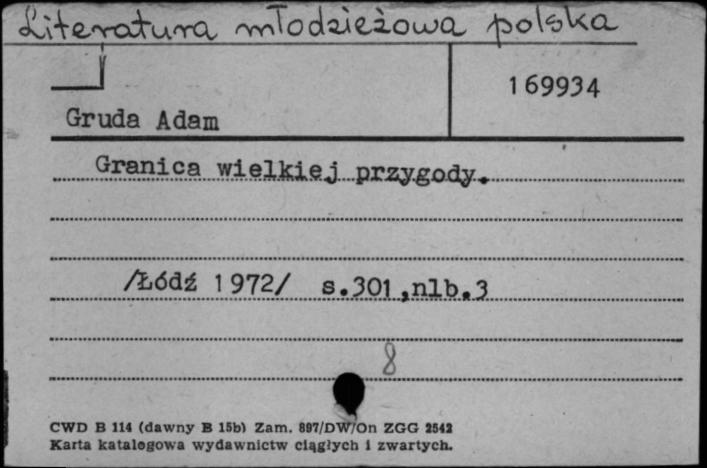 Literatura młodzieżowa polska
169934
Gruda Adam
Granica wielkiej przygody.
/Łódź 1972/ s.301,nlb.3
8
CWD B 114 (dawny B 15b) Zam. 897/DW/On ZGG 2542
Karta katalogowa wydawnictw ciągłych i zwartych.